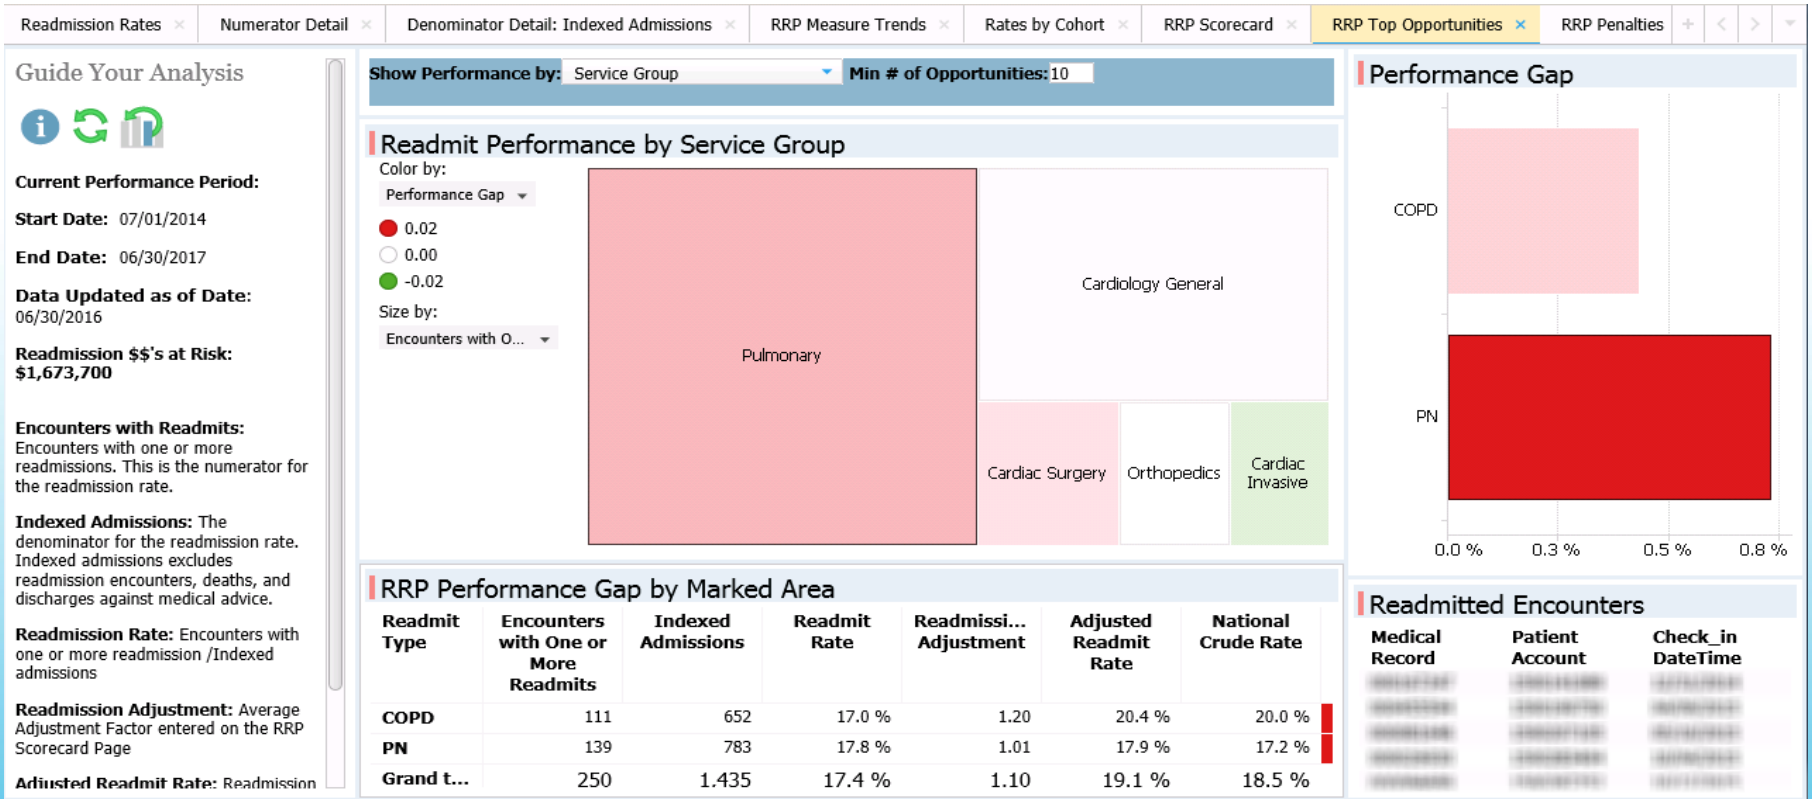 Readmission Rates × Numerator Detail × Denominator Detail: Indexed Admissions × RRP Measure Trends × Rates by Cohort × RRP Scorecard × RRP Top Opportunities × RRP Penalties
Guide Your Analysis
Current Performance Period:
Start Date: 07/01/2014
End Date: 06/30/2017
Data Updated as of Date:
06/30/2016
Readmission $$'s at Risk:
$1,673,700
Encounters with Readmits:
Encounters with one or more
readmissions. This is the numerator for
the readmission rate.
Indexed Admissions: The
denominator for the readmission rate.
Indexed admissions excludes
readmission encounters, deaths, and
discharges against medical advice.
Readmission Rate: Encounters with
one or more readmission /Indexed
admissions
Readmission Adjustment: Average
Adjustment Factor entered on the RRP
Scorecard Page
Adjusted Readmit Rate: Readmission
Show Performance by: Service Group Min # of Opportunities: 10
Readmit Performance by Service Group
Color by:
Performance Gap
0.02
0.00
-0.02
Size by:
Encounters with O...
Pulmonary
Cardiology General
Cardiac Surgery
Orthopedics
Cardiac
Invasive
RRP Performance Gap by Marked Area
Readmit Encounters Indexed Readmit Readmissi... Adjusted National
Type with One or Admissions Rate Adjustment Readmit Crude Rate
More Rate
Readmits
COPD 111 652 17.0 % 1.20 20.4 % 20.0 %
PN 139 783 17.8 % 1.01 17.9 % 17.2 %
Grand t... 250 1.435 17.4 % 1.10 19.1 % 18.5 %
Performance Gap
COPD
PN
0.0 % 0.3 % 0.5 % 0.8 %
Readmitted Encounters
Medical Patient Check_in
Record Account DateTime